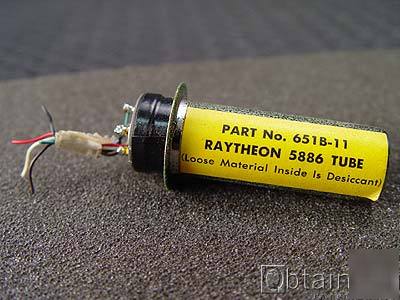 PART No. 651B-11
RAYTHEON 5886 TUBE
(Loose Material Inside Is Desiccant)
Obtain